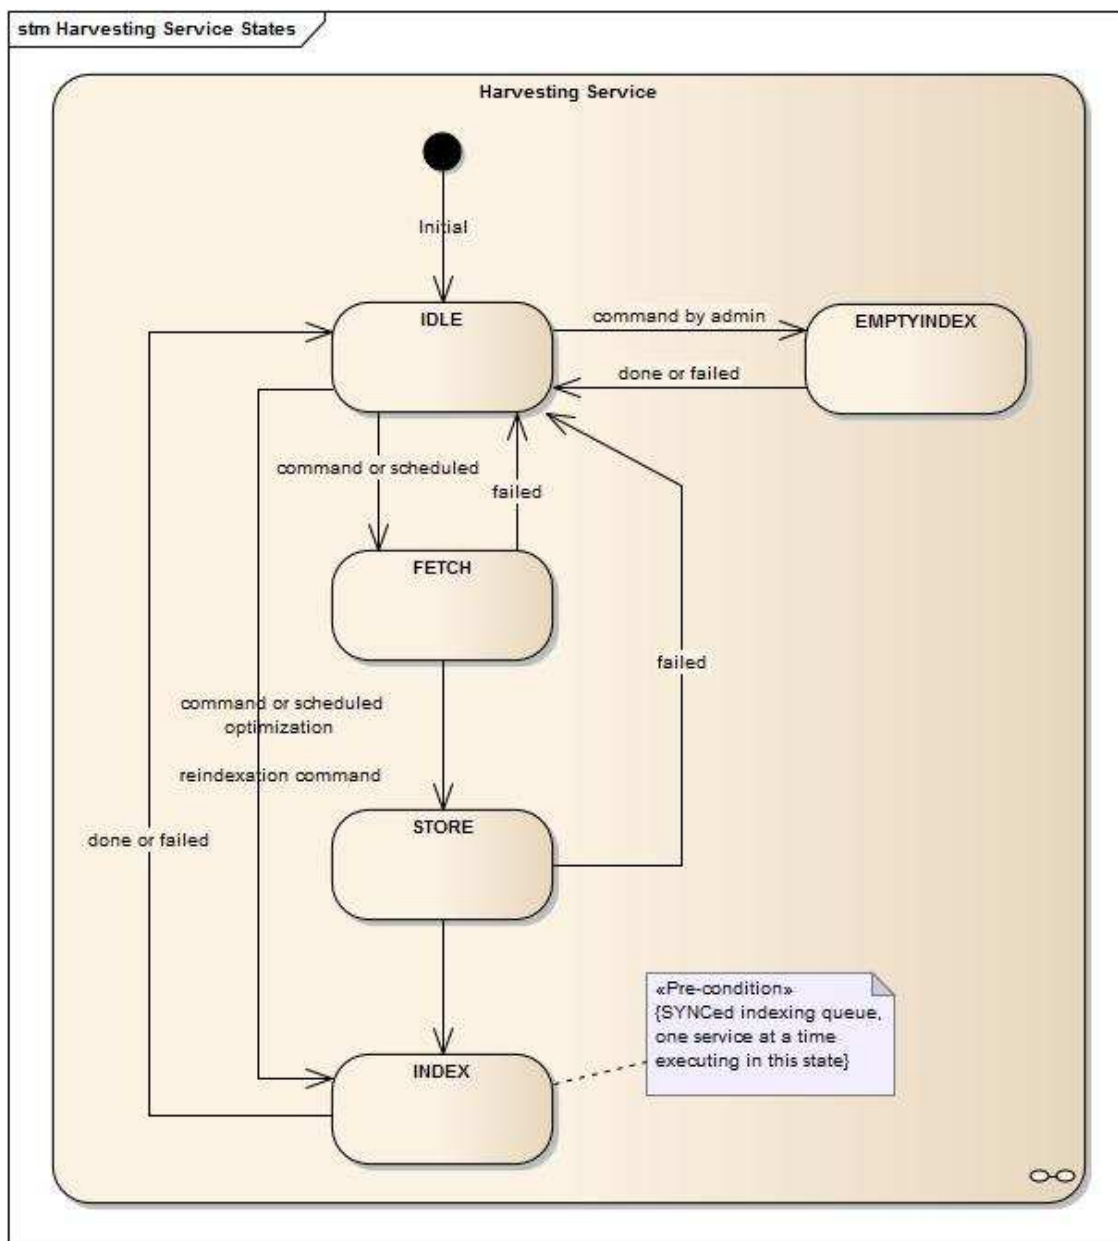 stm Harvesting Service States
Harvesting Service
Initial
IDLE
command by admin
EMPTYINDEX
done or failed
command or scheduled
failed
FETCH
failed
command or scheduled
optimization
reindexation command
STORE
done or failed
«Pre-condition»
{SYNCed indexing queue,
one service at a time
executing in this state}
INDEX